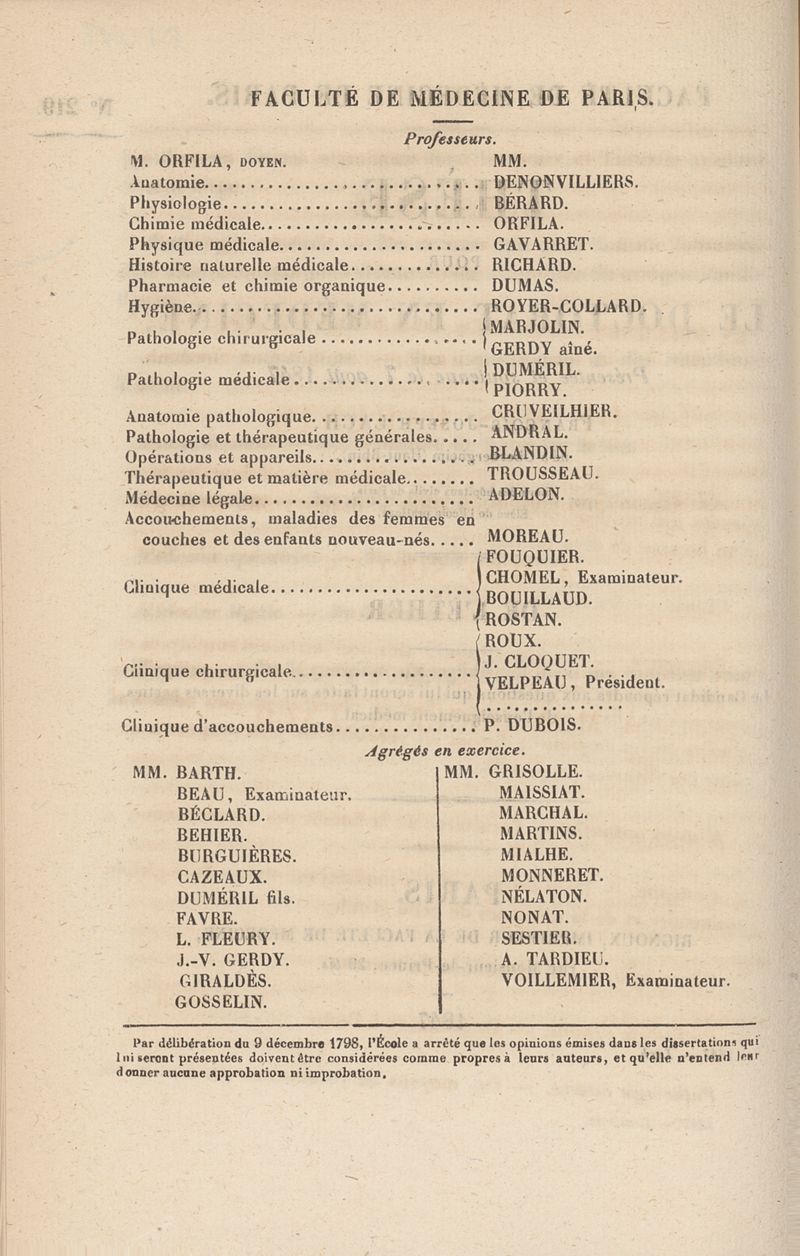 FACULTÉ DE MÉDECINE DE PARIS.
Professeurs.
M. ORFILA, DOYEN. MM.
Anatomie........................ DENONVILLIERS.
Physiologie........................ BÉRARD.
Chimie médicale........................ ORFILA.
Physique médicale...................... GAVARRET.
Histoire naturelle médicale.............. RICHARD.
Pharmacie et chimie organique.......... DUMAS.
Hygiène.............................. ROYER-COLLARD.
Pathologie chirurgicale ................. { MARJOLIN.
GERDY aîné.
Pathologie médicale .................... { DUMÉRIL.
PIORRY.
Anatomie pathologique.................. CRUVEILHIER.
Pathologie et thérapeutique générales..... ANDRAL.
Opérations et appareils.................. BLANDIN.
Thérapeutique et matière médicale........ TROUSSEAU.
Médecine légale........................ ADELON.
Accouchements, maladies des femmes en
couches et des enfants nouveau-nés..... MOREAU.
Clinique médicale...................... { FOUQUIER.
CHOMEL, Examinateur.
BOUILLAUD.
ROSTAN.
Clinique chirurgicale.................... { ROUX.
J. CLOQUET.
VELPEAU, Président.
................
Clinique d'accouchements............... P. DUBOIS.
Agrégés en exercice.
MM. BARTH.
BEAU, Examinateur.
BÉCLARD.
BEHIER.
BURGUIÈRES.
CAZEAUX.
DUMÉRIL fils.
FAVRE.
L. FLEURY.
J.-V. GERDY.
GIRALDÈS.
GOSSELIN.
MM. GRISOLLE.
MAISSIAT.
MARCHAL.
MARTINS.
MIALHE.
MONNERET.
NÉLATON.
NONAT.
SESTIER.
A. TARDIEU.
VOILLEMIER, Examinateur.
Par délibération du 9 décembre 1798, l'École a arrêté que les opinions émises dans les dissertations qui
lui seront présentées doivent être considérées comme propres à leurs auteurs, et qu'elle n'entend leur
donner aucune approbation ni improbation.